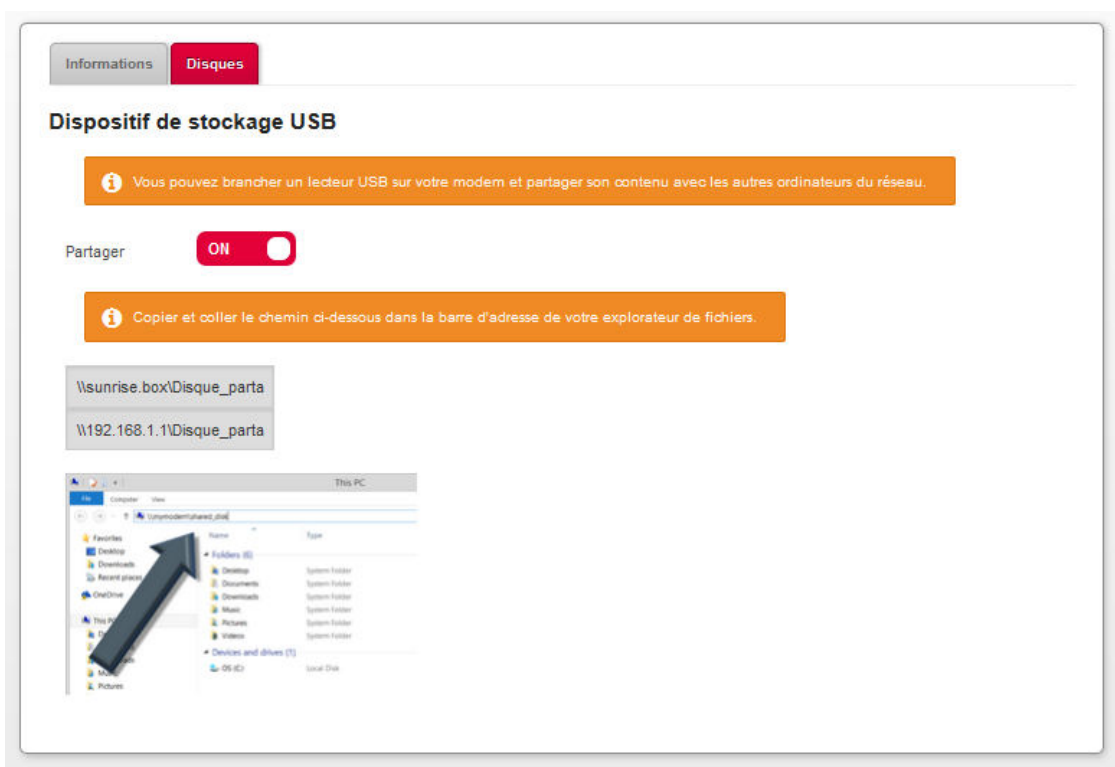 Informations
Disques
Dispositif de stockage USB
Vous pouvez brancher un lecteur USB sur votre modem et partager son contenu avec les autres ordinateurs du réseau.
Partager
ON
Copier et coller le chemin ci-dessous dans la barre d'adresse de votre explorateur de fichiers.
\\sunrise.box\Disque_parta
\\192.168.1.1\Disque_parta
This PC
File Computer View
\\mymodem\shared_disk
Name Type
Favorites
Desktop
Downloads
Recent places
OneDrive
This PC
Folders (6)
Desktop System Folder
Documents System Folder
Downloads System Folder
Music System Folder
Pictures System Folder
Videos System Folder
Devices and drives (1)
OS (C:) Local Disk
Pictures